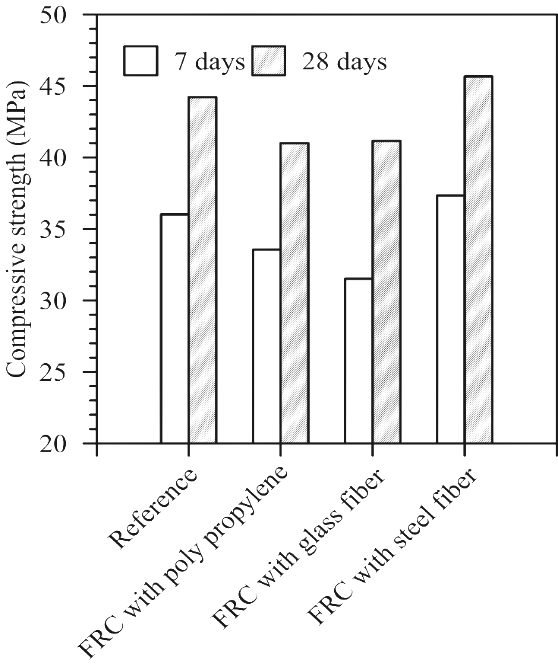 50
45
40
35
30
25
20
Compressive strength (MPa)
7 days
28 days
Reference
FRC with poly propylene
FRC with glass fiber
FRC with steel fiber